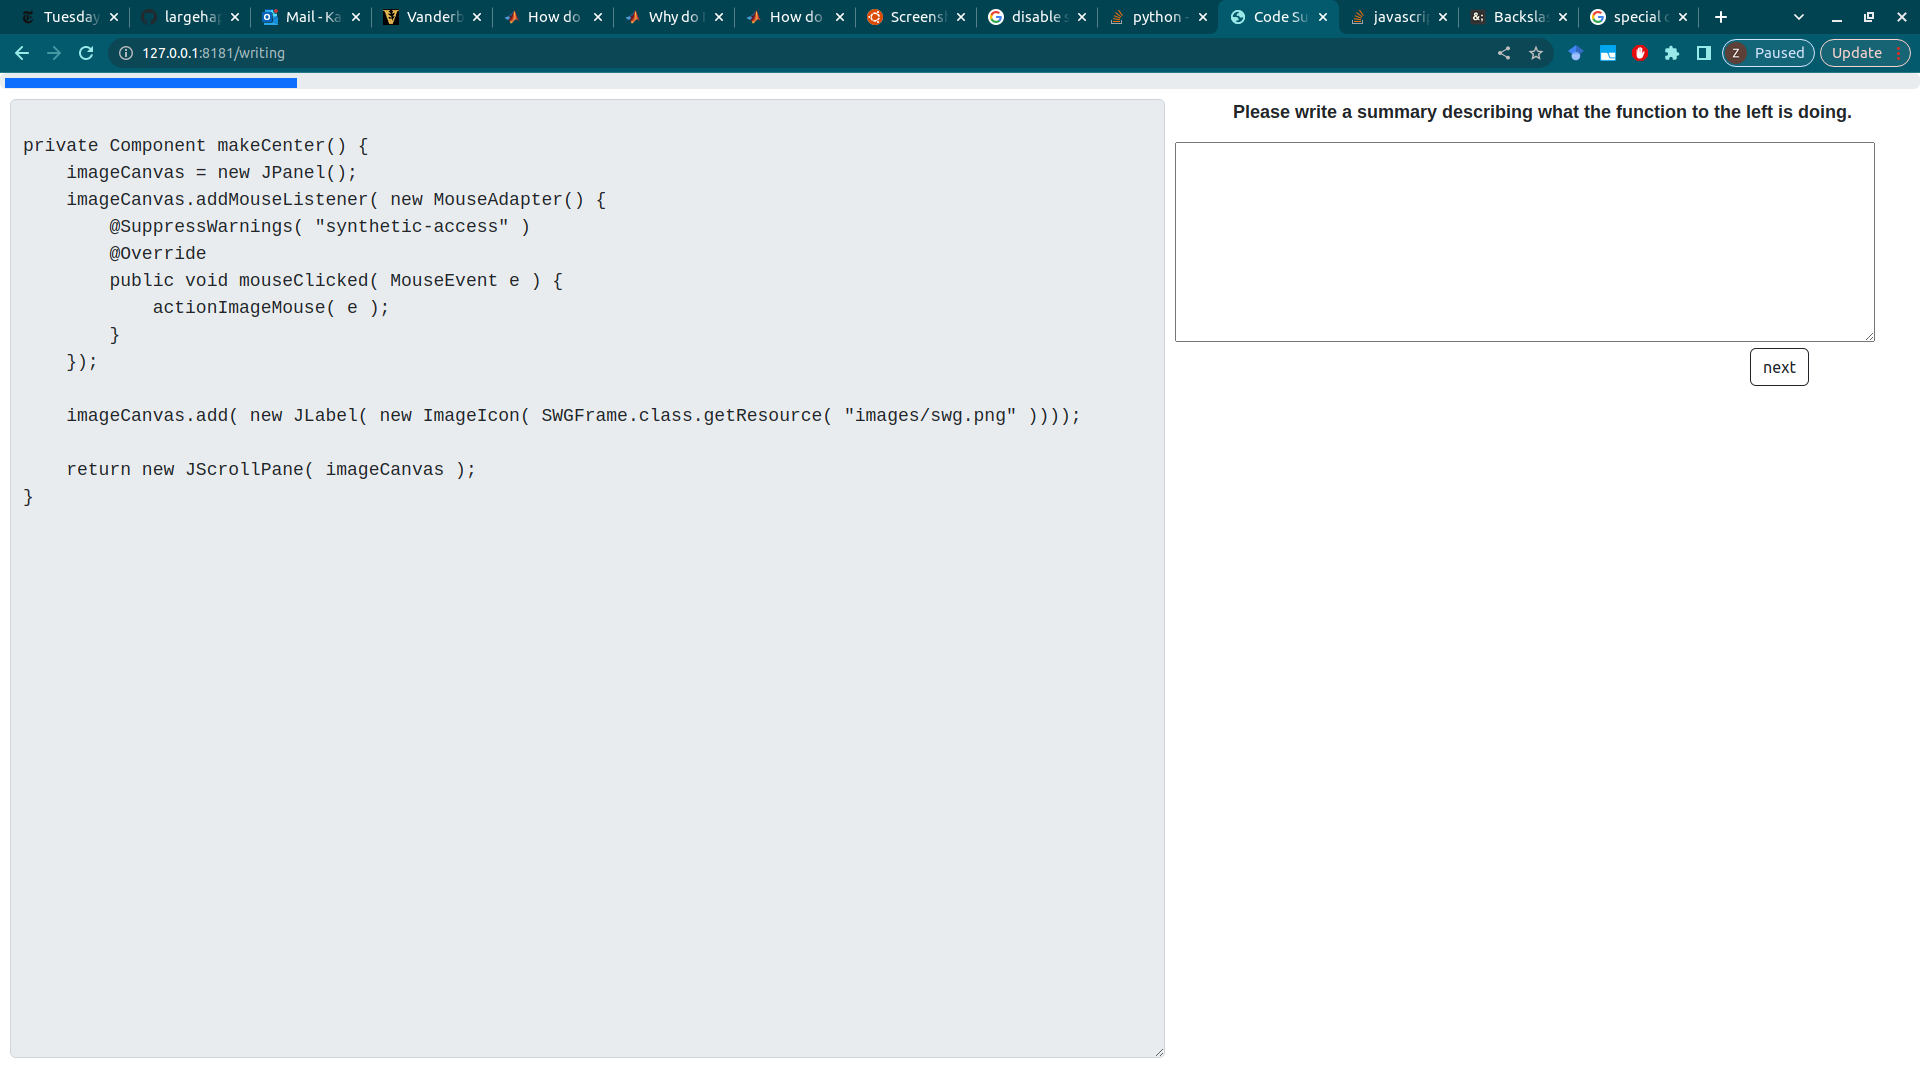 Tuesday largeha Mail - Ka Vanderb How do Why do How do Screens disable s python - Code Su javascri Backsla special c
127.0.0.1:8181/writing Z Paused Update
Please write a summary describing what the function to the left is doing.
private Component makeCenter() {
    imageCanvas = new JPanel();
    imageCanvas.addMouseListener( new MouseAdapter() {
        @SuppressWarnings( "synthetic-access" )
        @Override
        public void mouseClicked( MouseEvent e ) {
            actionImageMouse( e );
        }
    });
    imageCanvas.add( new JLabel( new ImageIcon( SWGFrame.class.getResource( "images/swg.png" ))));
    return new JScrollPane( imageCanvas );
}
next